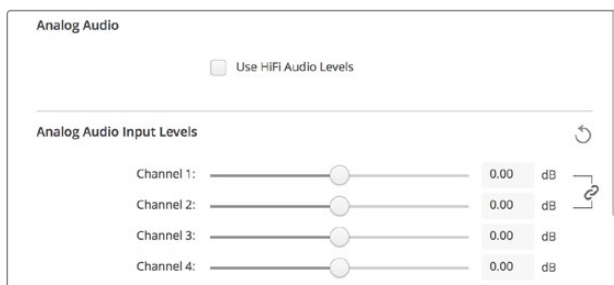 Analog Audio
Use HiFi Audio Levels
Analog Audio Input Levels
Channel 1: 0.00 dB
Channel 2: 0.00 dB
Channel 3: 0.00 dB
Channel 4: 0.00 dB